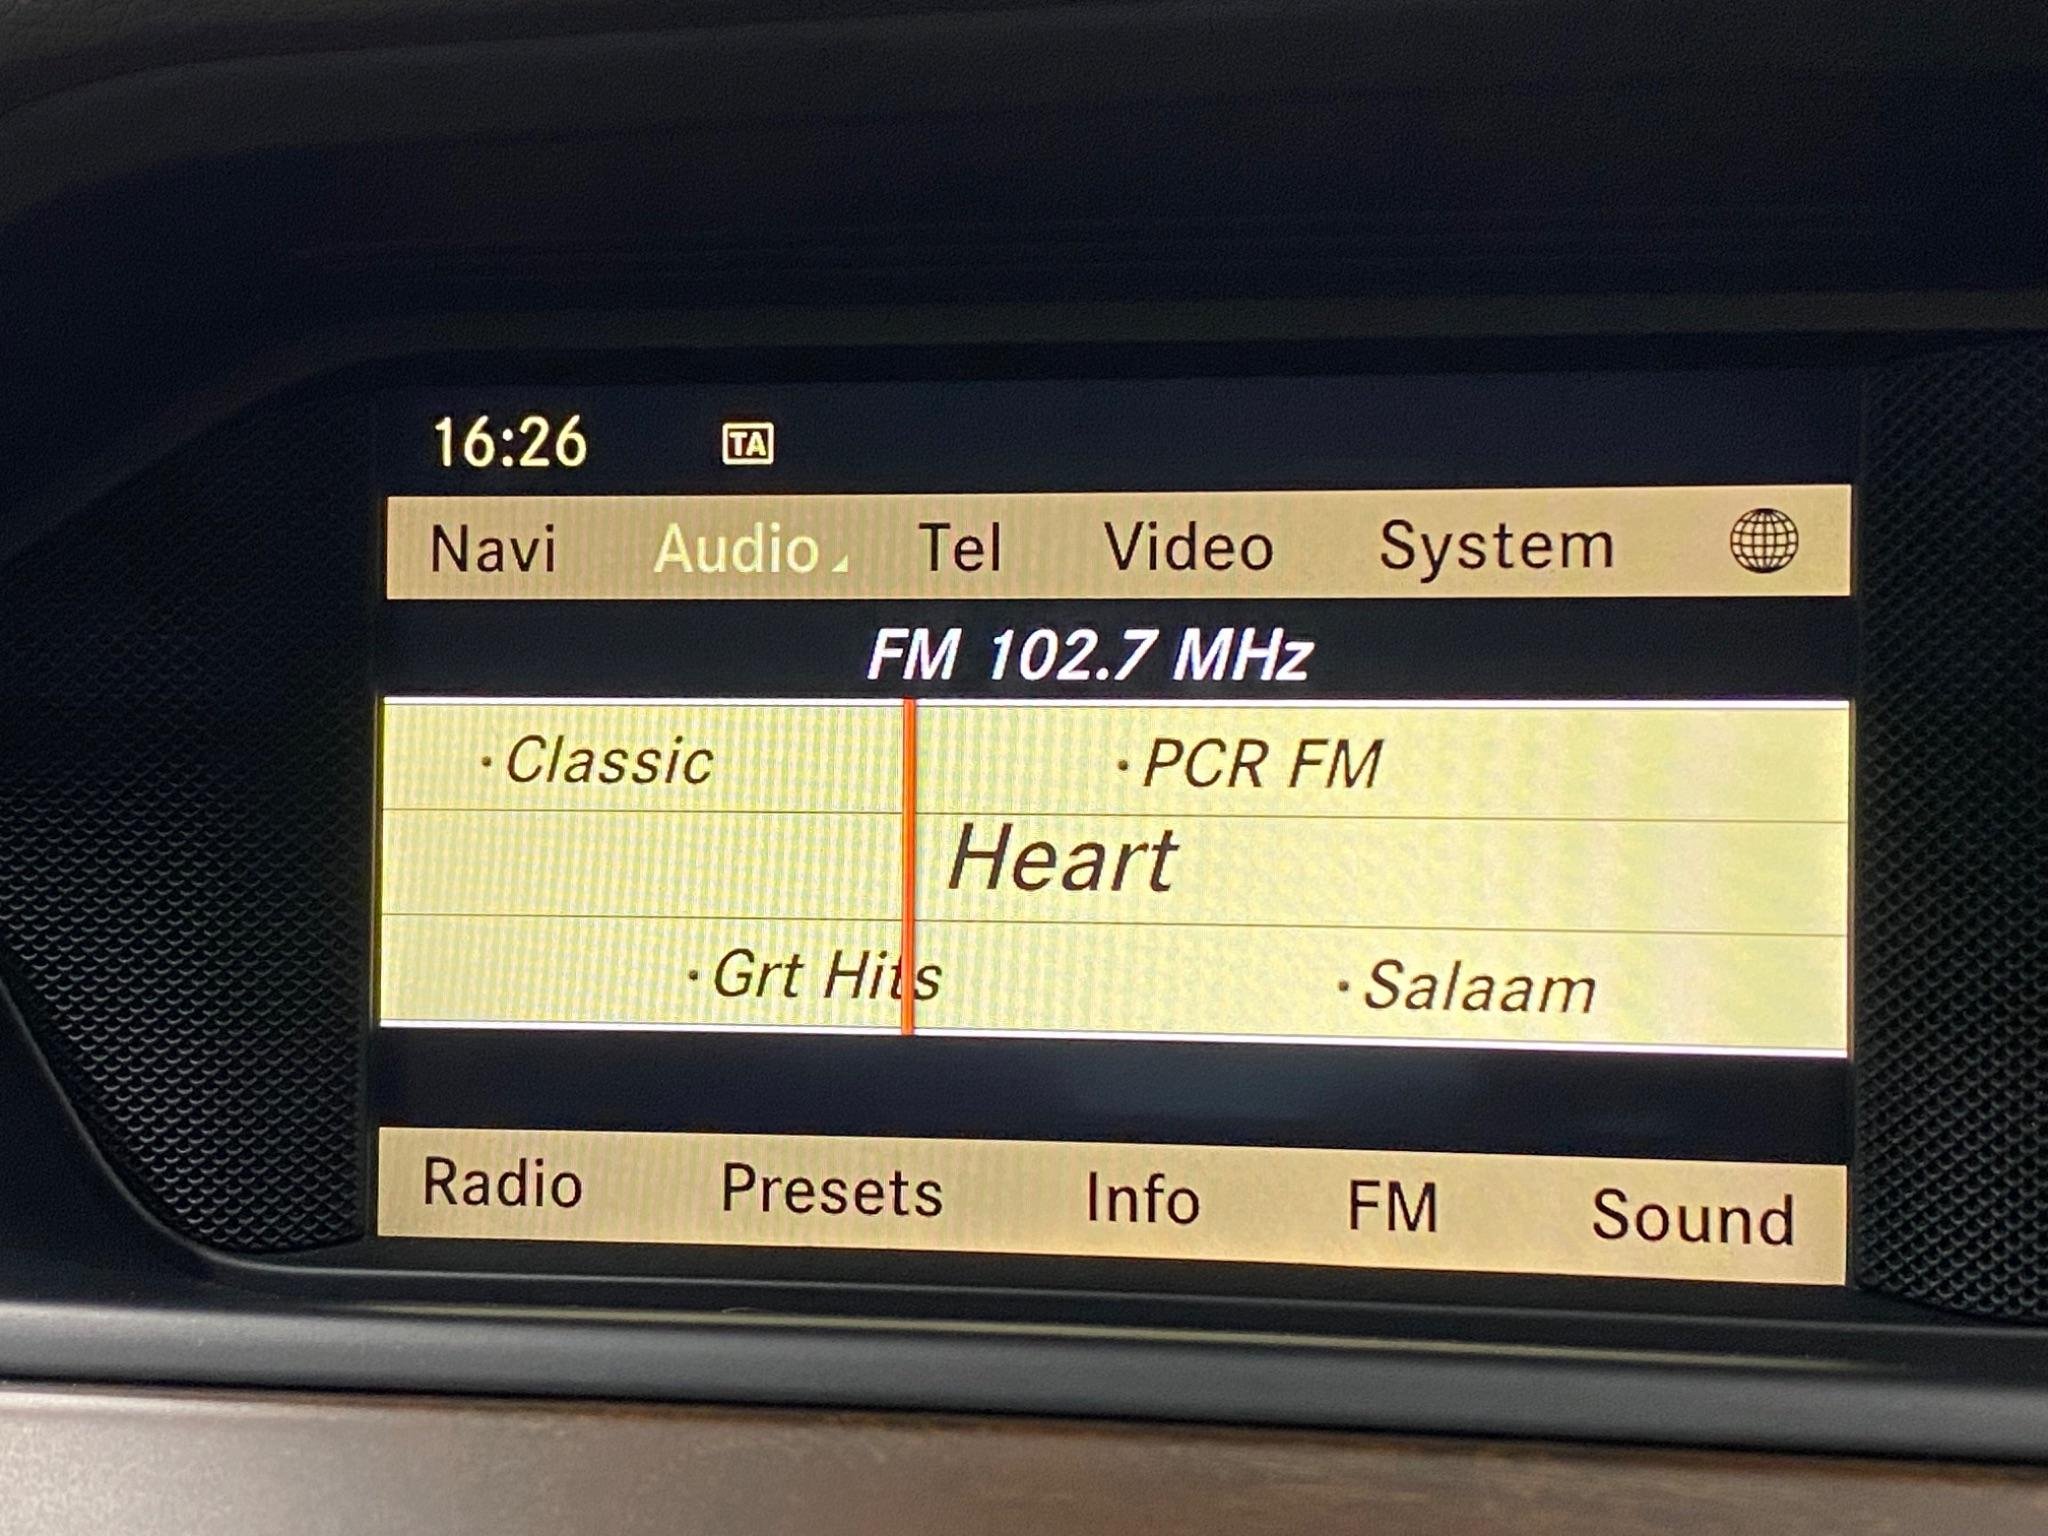 16:26 TA
Navi Audio Tel Video System
FM 102.7 MHz
·Classic ·PCR FM
Heart
·Grt Hits ·Salaam
Radio Presets Info FM Sound